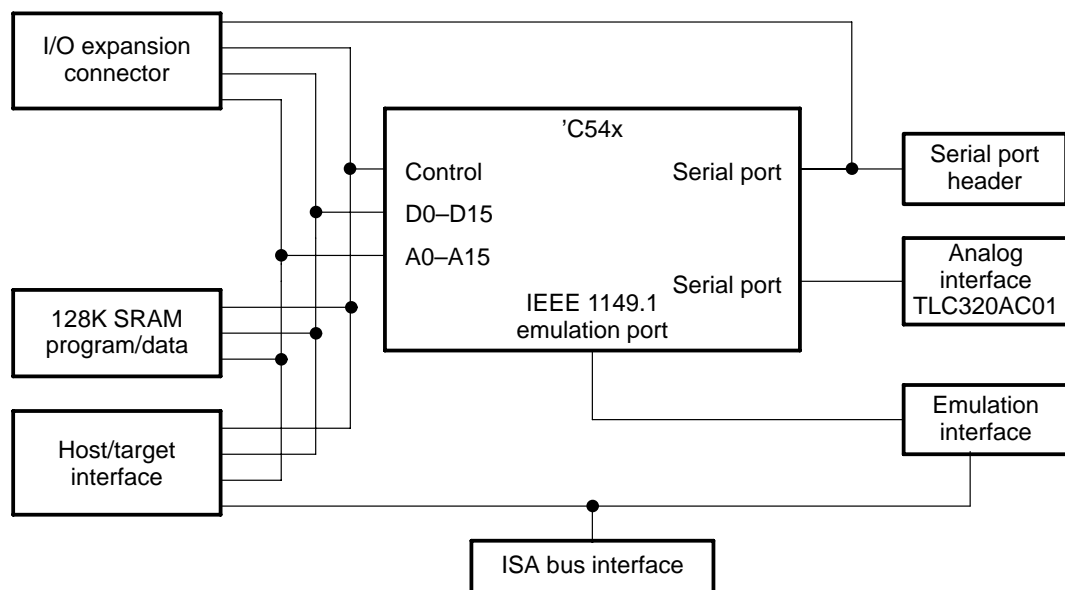 I/O expansion
connector
’C54x
Control
Serial port
D0–D15
A0–A15
Serial port
IEEE 1149.1
emulation port
Serial port
header
Analog
interface
TLC320AC01
128K SRAM
program/data
Host/target
interface
Emulation
interface
ISA bus interface